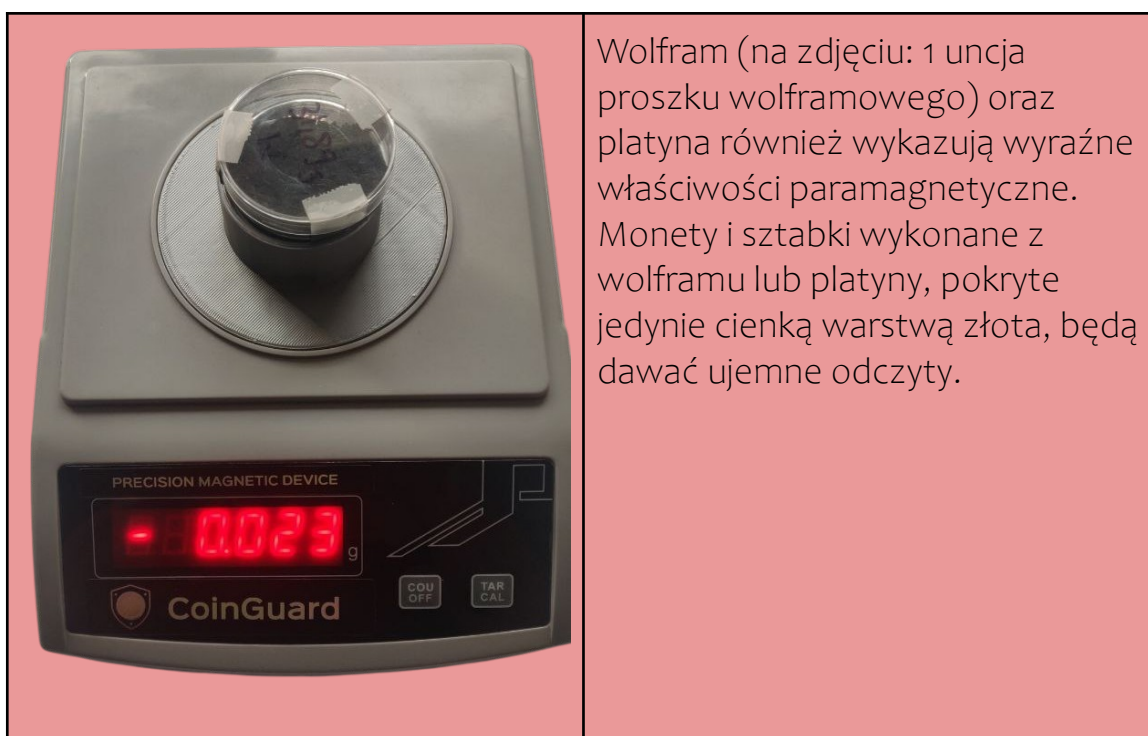 Wolfram (na zdjęciu: 1 uncja
proszku wolframowego) oraz
platyna również wykazują wyraźne
właściwości paramagnetyczne.
Monety i sztabki wykonane z
wolframu lub platyny, pokryte
jedynie cienką warstwą złota, będą
dawać ujemne odczyty.
PRECISION MAGNETIC DEVICE
- 0.023 g
COU
OFF
TAR
CAL
CoinGuard